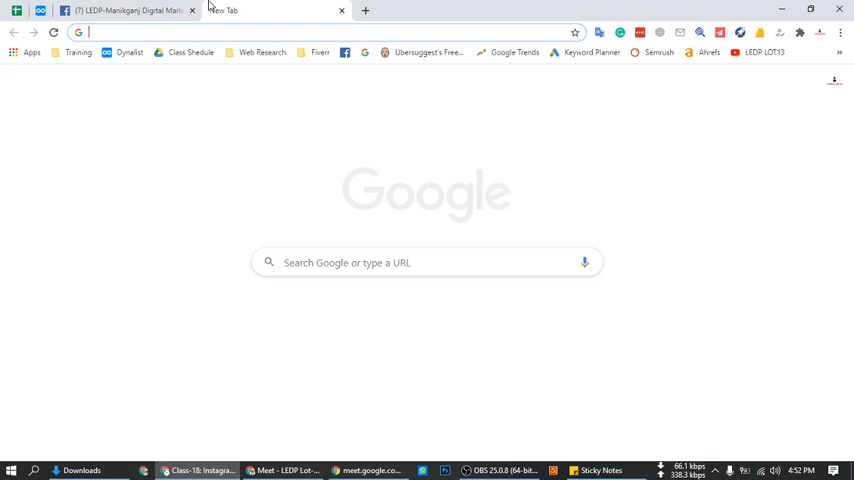 (7) LEDP-Manikganj Digital Mark
New Tab
Apps
Training
Dynalist
Class Shedule
Web Research
Fiverr
Ubersuggest's Free...
Google Trends
Keyword Planner
Semrush
Ahrefs
LEDP LOT13
»
Google
Search Google or type a URL
Downloads
Class-18: Instagra...
Meet - LEDP Lot-...
meet.google.co...
OBS 25.0.8 (64-bit...
Sticky Notes
66.1 kbps
338.3 kbps
4:52 PM